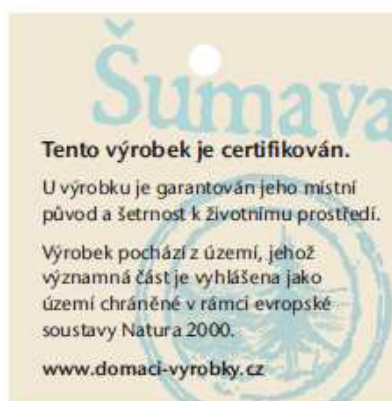 Šumava
Tento výrobek je certifikován.
U výrobku je garantován jeho místní
původ a šetrnost k životnímu prostředí.
Výrobek pochází z území, jehož
významná část je vyhlášena jako
území chráněné v rámci evropské
soustavy Natura 2000.
www.domaci-vyrobky.cz